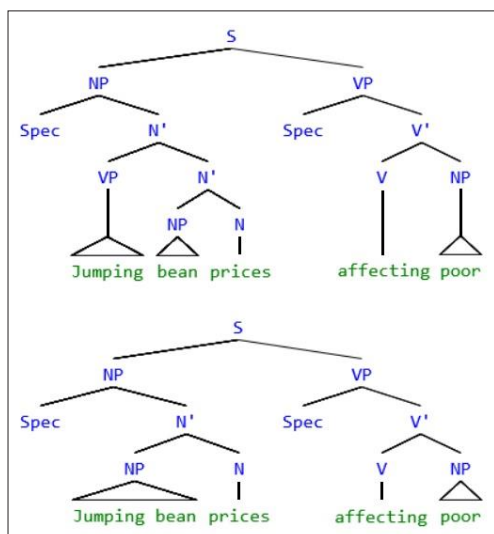 S
NP VP
Spec N' Spec V'
VP N' V NP
NP N
Jumping bean prices affecting poor
S
NP VP
Spec N' Spec V'
NP N V NP
Jumping bean prices affecting poor